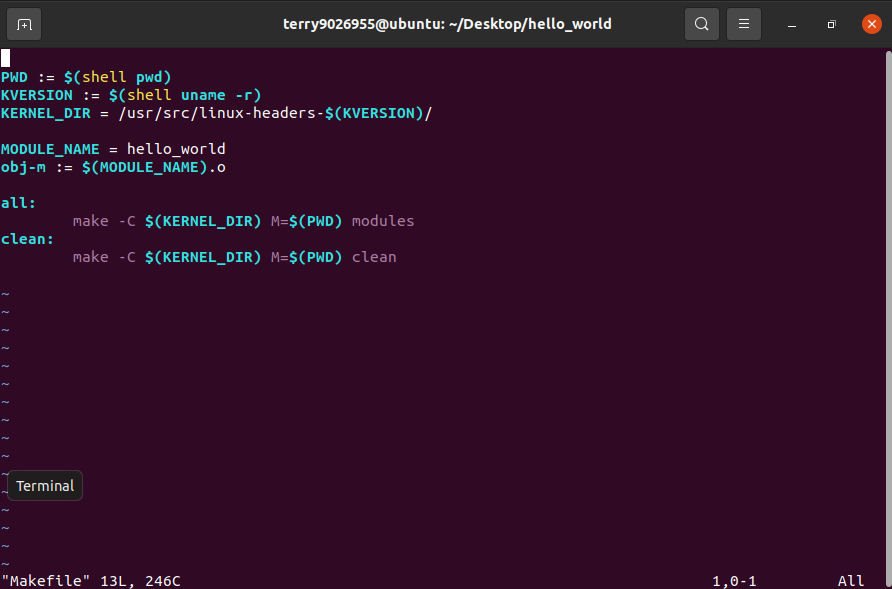 terry9026955@ubuntu: ~/Desktop/hello_world
PWD := $(shell pwd)
KVERSION := $(shell uname -r)
KERNEL_DIR = /usr/src/linux-headers-$(KVERSION)/
MODULE_NAME = hello_world
obj-m := $(MODULE_NAME).o
all:
        make -C $(KERNEL_DIR) M=$(PWD) modules
clean:
        make -C $(KERNEL_DIR) M=$(PWD) clean
~
~
~
~
~
~
~
~
~
~
~
~
Terminal
~
~
~
~
"Makefile" 13L, 246C 1,0-1 All